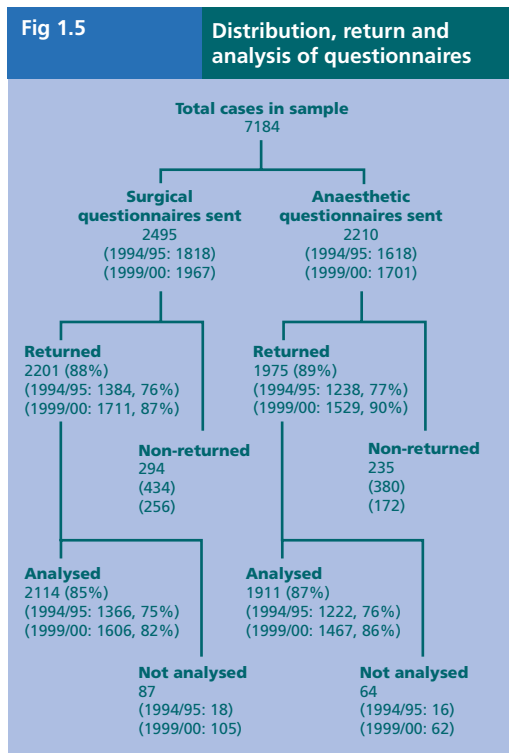 Fig 1.5
Distribution, return and
analysis of questionnaires
Total cases in sample
7184
Surgical
questionnaires sent
2495
(1994/95: 1818)
(1999/00: 1967)
Anaesthetic
questionnaires sent
2210
(1994/95: 1618)
(1999/00: 1701)
Returned
2201 (88%)
(1994/95: 1384, 76%)
(1999/00: 1711, 87%)
Returned
1975 (89%)
(1994/95: 1238, 77%)
(1999/00: 1529, 90%)
Non-returned
294
(434)
(256)
Non-returned
235
(380)
(172)
Analysed
2114 (85%)
(1994/95: 1366, 75%)
(1999/00: 1606, 82%)
Analysed
1911 (87%)
(1994/95: 1222, 76%)
(1999/00: 1467, 86%)
Not analysed
87
(1994/95: 18)
(1999/00: 105)
Not analysed
64
(1994/95: 16)
(1999/00: 62)